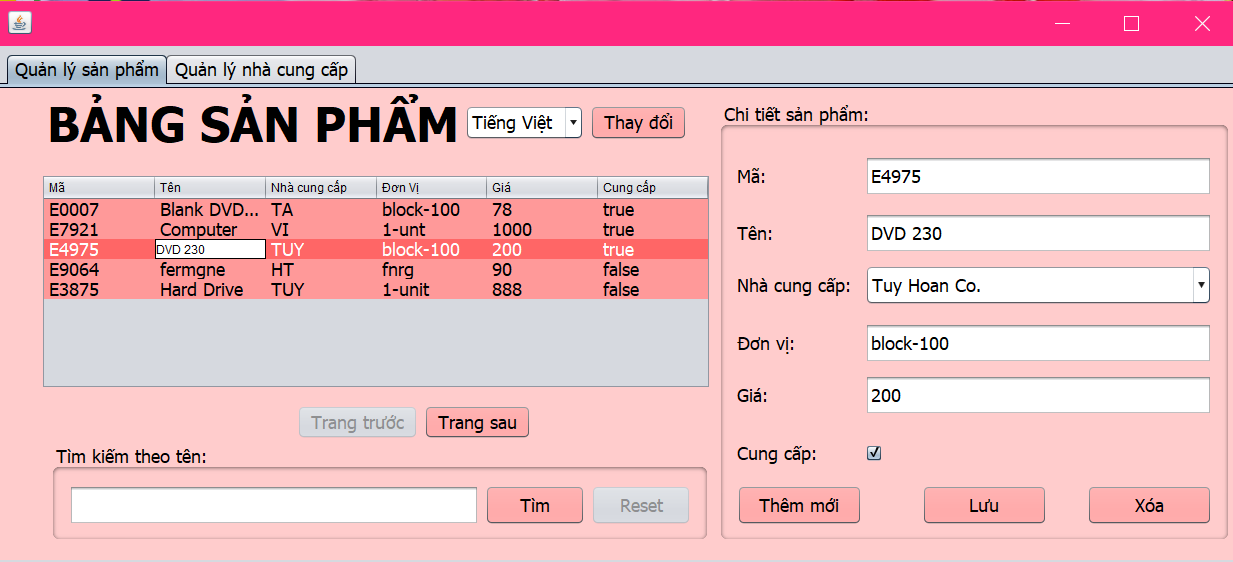 Quản lý sản phẩm Quản lý nhà cung cấp
BẢNG SẢN PHẨM Tiếng Việt Thay đổi
Mã Tên Nhà cung cấp Đơn Vị Giá Cung cấp
E0007 Blank DVD... TA block-100 78 true
E7921 Computer VI 1-unt 1000 true
E4975 DVD 230 TUY block-100 200 true
E9064 fermgne HT fnrg 90 false
E3875 Hard Drive TUY 1-unit 888 false
Trang trước Trang sau
Tìm kiếm theo tên:
Tìm Reset
Chi tiết sản phẩm:
Mã: E4975
Tên: DVD 230
Nhà cung cấp: Tuy Hoan Co.
Đơn vị: block-100
Giá: 200
Cung cấp:
Thêm mới Lưu Xóa